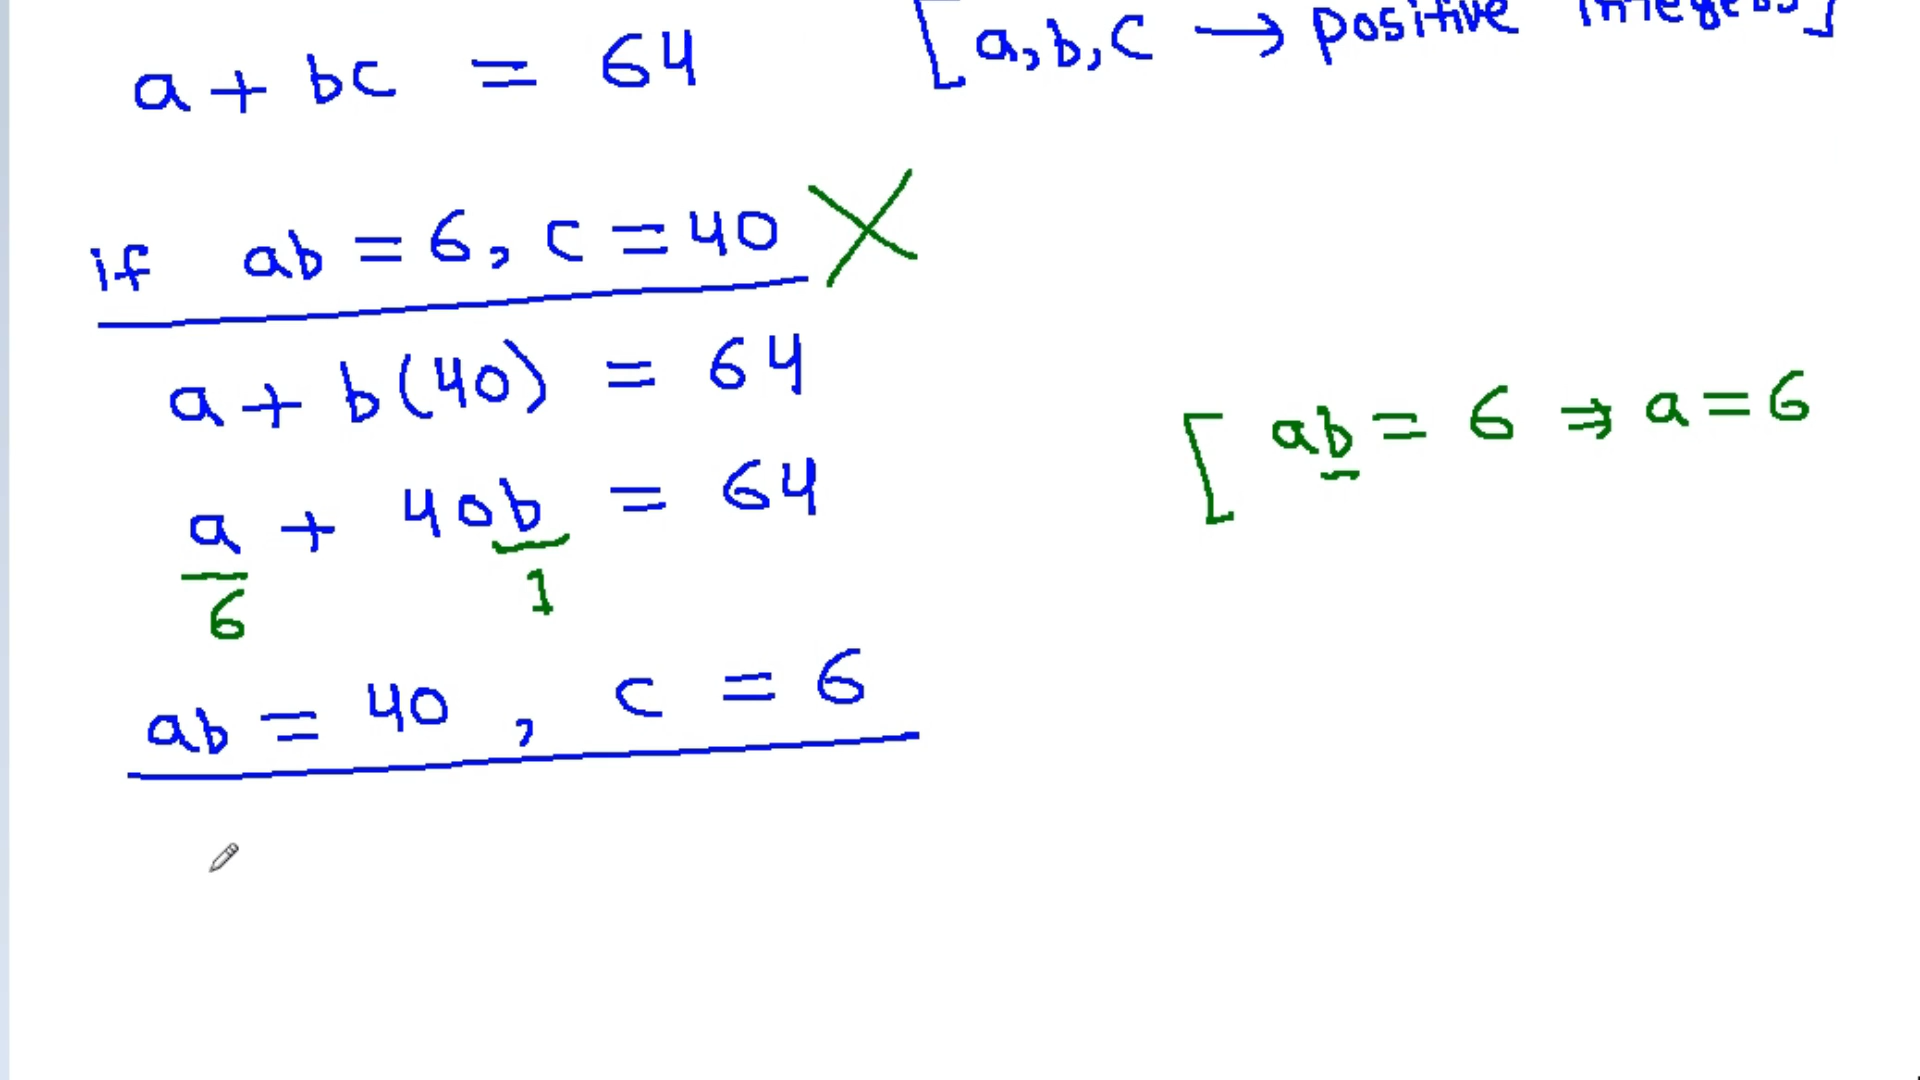 [a, b, c → positive integers]
a + bc = 64
if ab = 6, c = 40 ✗
a + b(40) = 64
[ab = 6 ⇒ a = 6
a + 40b = 64
6 1
ab = 40, c = 6